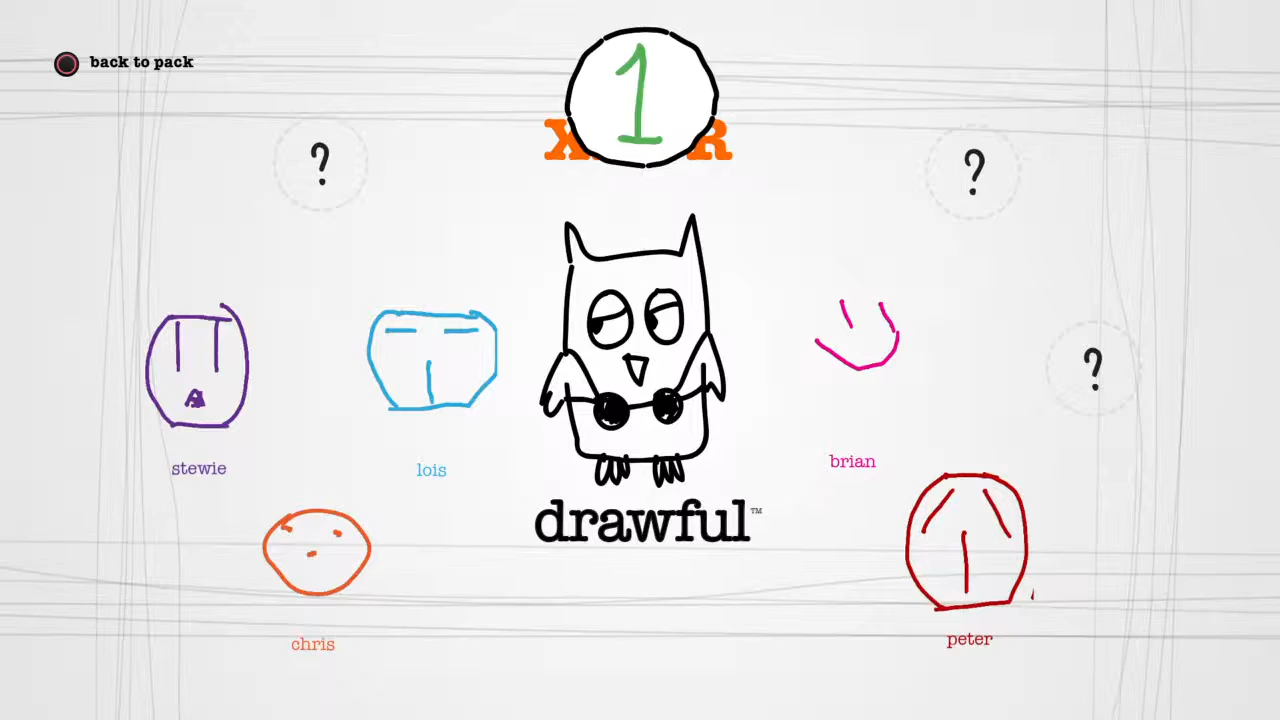 back to pack
1
X R
?
?
stewie
lois
?
brian
drawful™
chris
peter